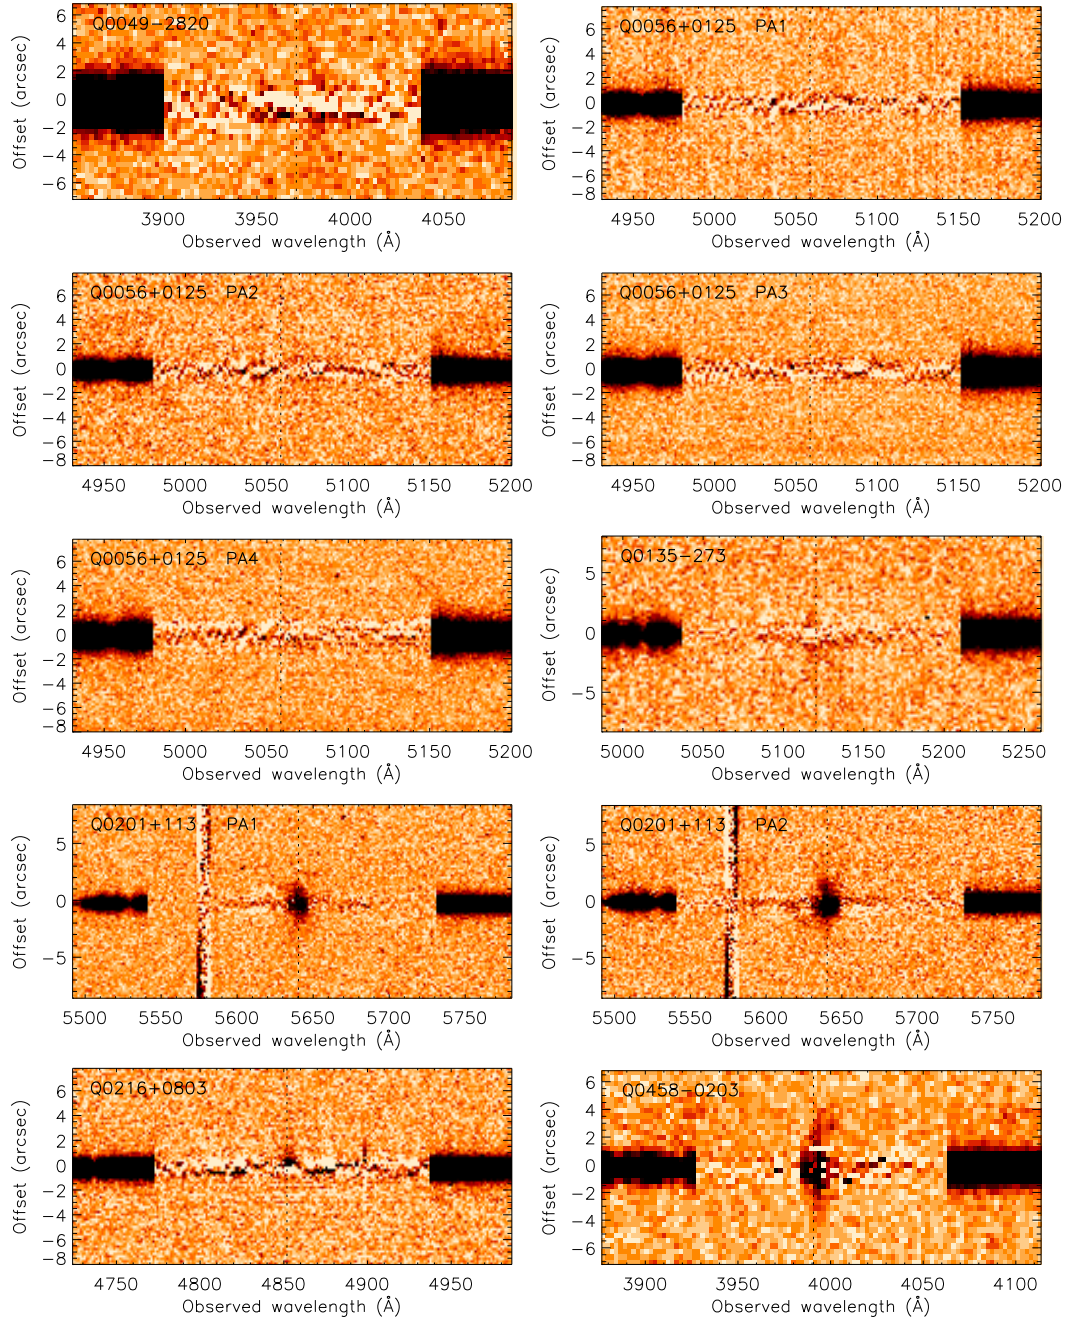 Q0049−2820
Offset (arcsec)
6
4
2
0
−2
−4
−6
3900 3950 4000 4050
Observed wavelength (Å)
Q0056+0125 PA1
Offset (arcsec)
6
4
2
0
−2
−4
−6
−8
4950 5000 5050 5100 5150 5200
Observed wavelength (Å)
Q0056+0125 PA2
Offset (arcsec)
6
4
2
0
−2
−4
−6
−8
4950 5000 5050 5100 5150 5200
Observed wavelength (Å)
Q0056+0125 PA3
Offset (arcsec)
6
4
2
0
−2
−4
−6
−8
4950 5000 5050 5100 5150 5200
Observed wavelength (Å)
Q0056+0125 PA4
Offset (arcsec)
6
4
2
0
−2
−4
−6
−8
4950 5000 5050 5100 5150 5200
Observed wavelength (Å)
Q0135−273
Offset (arcsec)
5
0
−5
5000 5050 5100 5150 5200 5250
Observed wavelength (Å)
Q0201+113 PA1
Offset (arcsec)
5
0
−5
5500 5550 5600 5650 5700 5750
Observed wavelength (Å)
Q0201+113 PA2
Offset (arcsec)
5
0
−5
5500 5550 5600 5650 5700 5750
Observed wavelength (Å)
Q0216+0803
Offset (arcsec)
6
4
2
0
−2
−4
−6
−8
4750 4800 4850 4900 4950
Observed wavelength (Å)
Q0458−0203
Offset (arcsec)
6
4
2
0
−2
−4
−6
3900 3950 4000 4050 4100
Observed wavelength (Å)